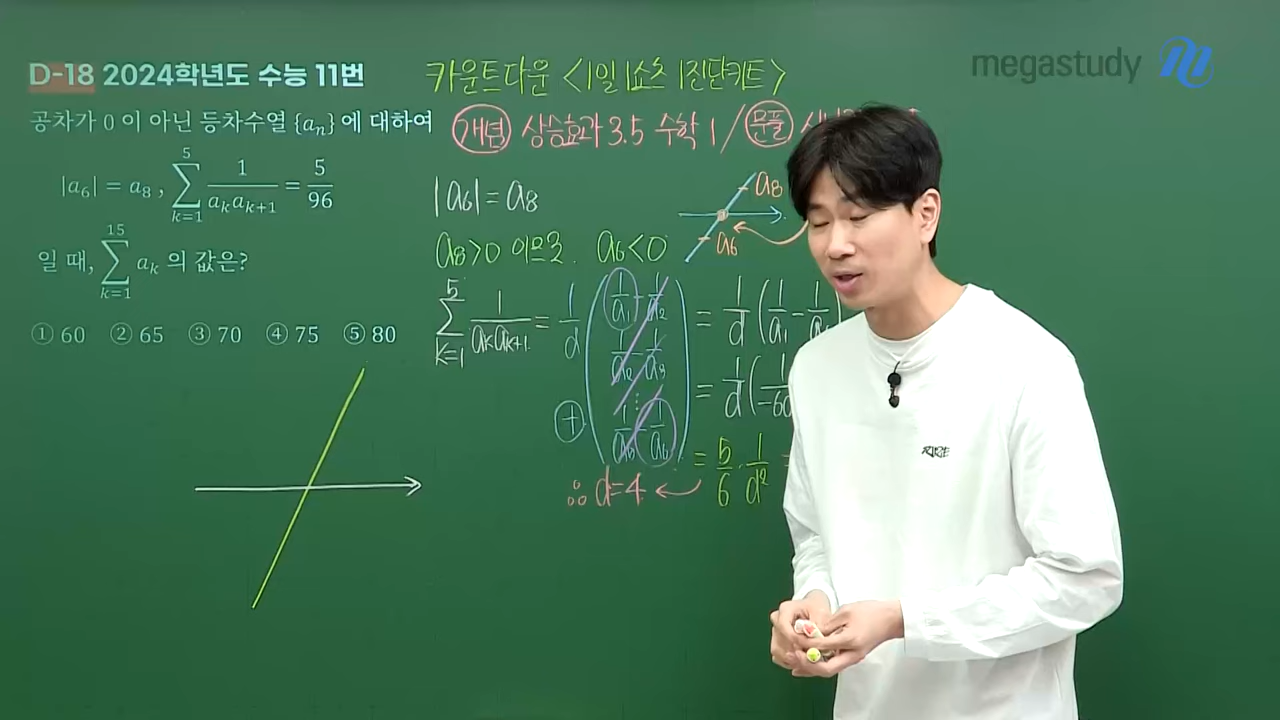 megastudy
D-18 2024학년도 수능 11번
공차가 0 이 아닌 등차수열 {aₙ} 에 대하여
|a₆| = a₈ , ∑_{k=1}^{5} 1/(aₖaₖ₊₁) = 5/96
일 때, ∑_{k=1}^{15} aₖ 의 값은?
① 60 ② 65 ③ 70 ④ 75 ⑤ 80
카운트다운 <1일 1쇼츠 1진단키트>
개념 상승효과 3.5 수학 1 / 문풀
|a₆| = a₈
a₈>0 이므로 a₆<0
a₈
a₆
∑_{k=1}^{5} 1/(aₖaₖ₊₁) = 1/d ( 1/a₁ - 1/a₂ = 1/d ( 1/a₁ -
1/a₂ - 1/a₃
⋮
⊕ 1/a₅ - 1/a₆ ) = 1/d (
= 5/6 · 1/d²
∴ d=4 ←